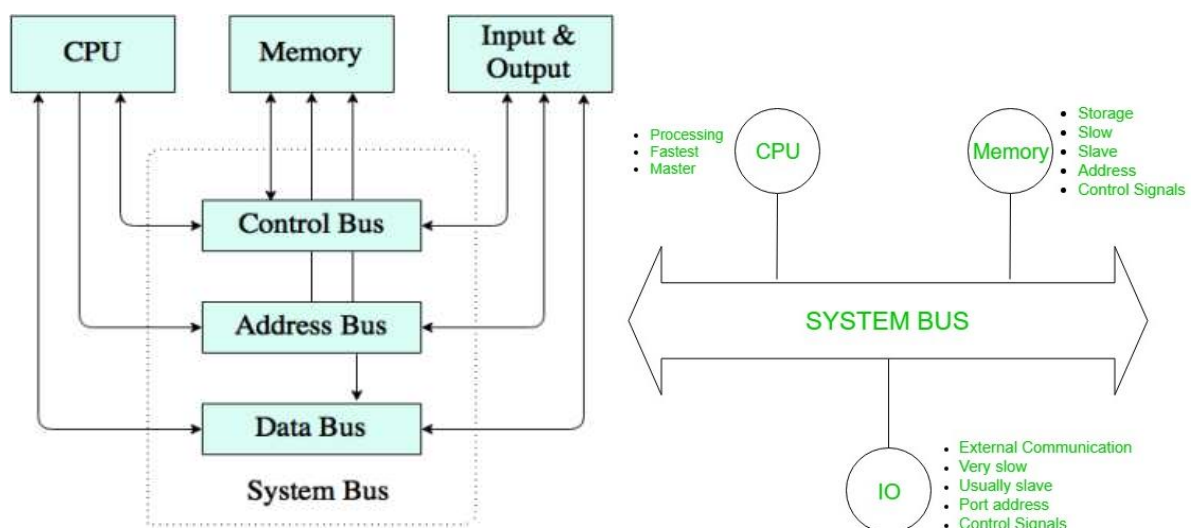 CPU
Memory
Input &
Output
Control Bus
Address Bus
Data Bus
System Bus
• Processing
• Fastest
• Master
CPU
Memory
• Storage
• Slow
• Slave
• Address
• Control Signals
SYSTEM BUS
IO
• External Communication
• Very slow
• Usually slave
• Port address
• Control Signals